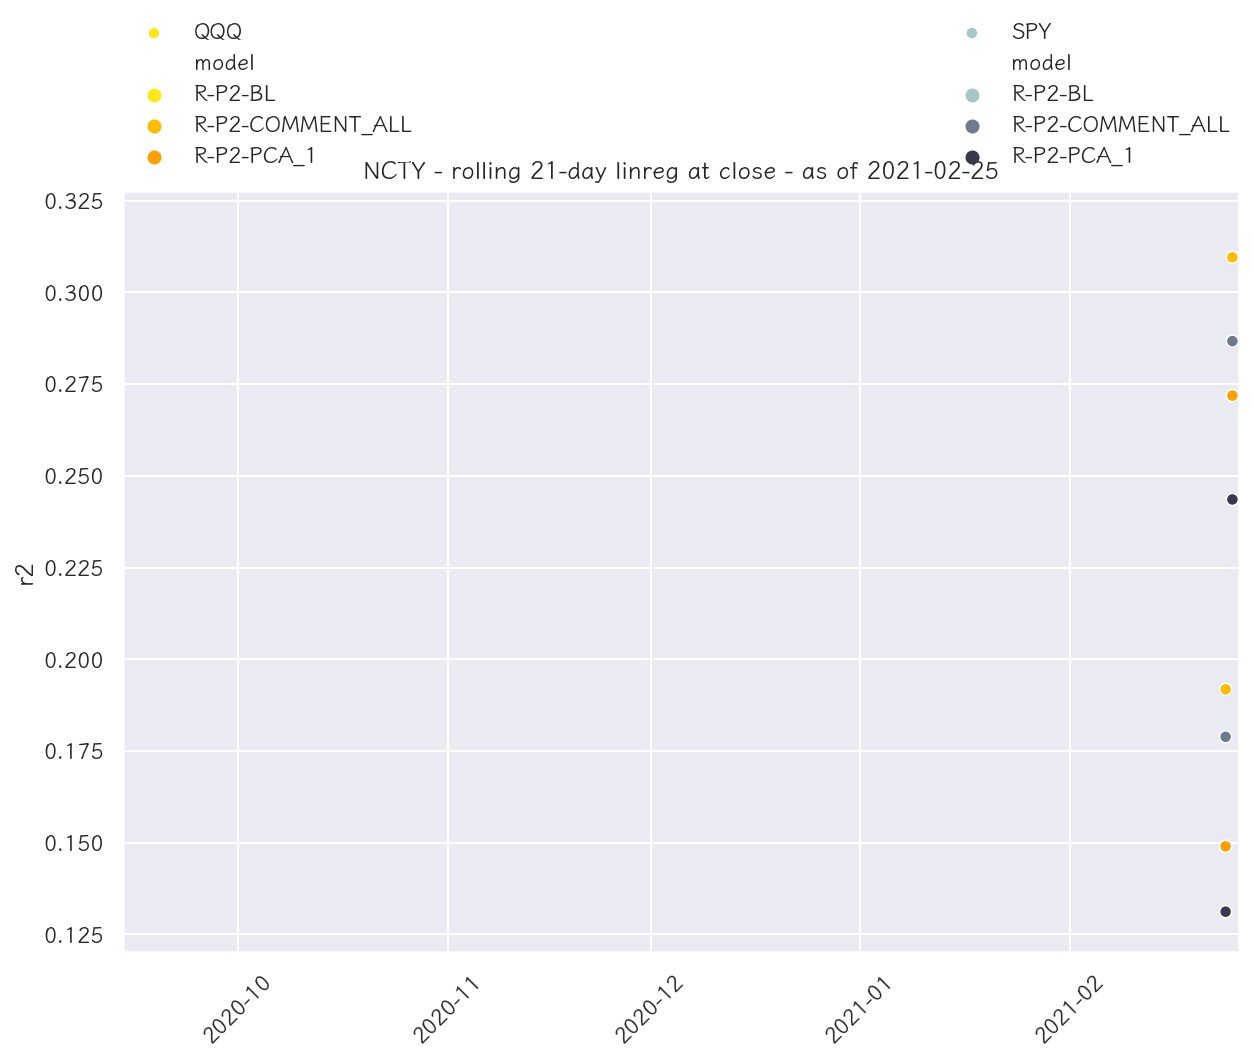 QQQ
model
R-P2-BL
R-P2-COMMENT_ALL
R-P2-PCA_1
SPY
model
R-P2-BL
R-P2-COMMENT_ALL
R-P2-PCA_1
NCTY - rolling 21-day linreg at close - as of 2021-02-25
r2
0.325
0.300
0.275
0.250
0.225
0.200
0.175
0.150
0.125
2020-10
2020-11
2020-12
2021-01
2021-02